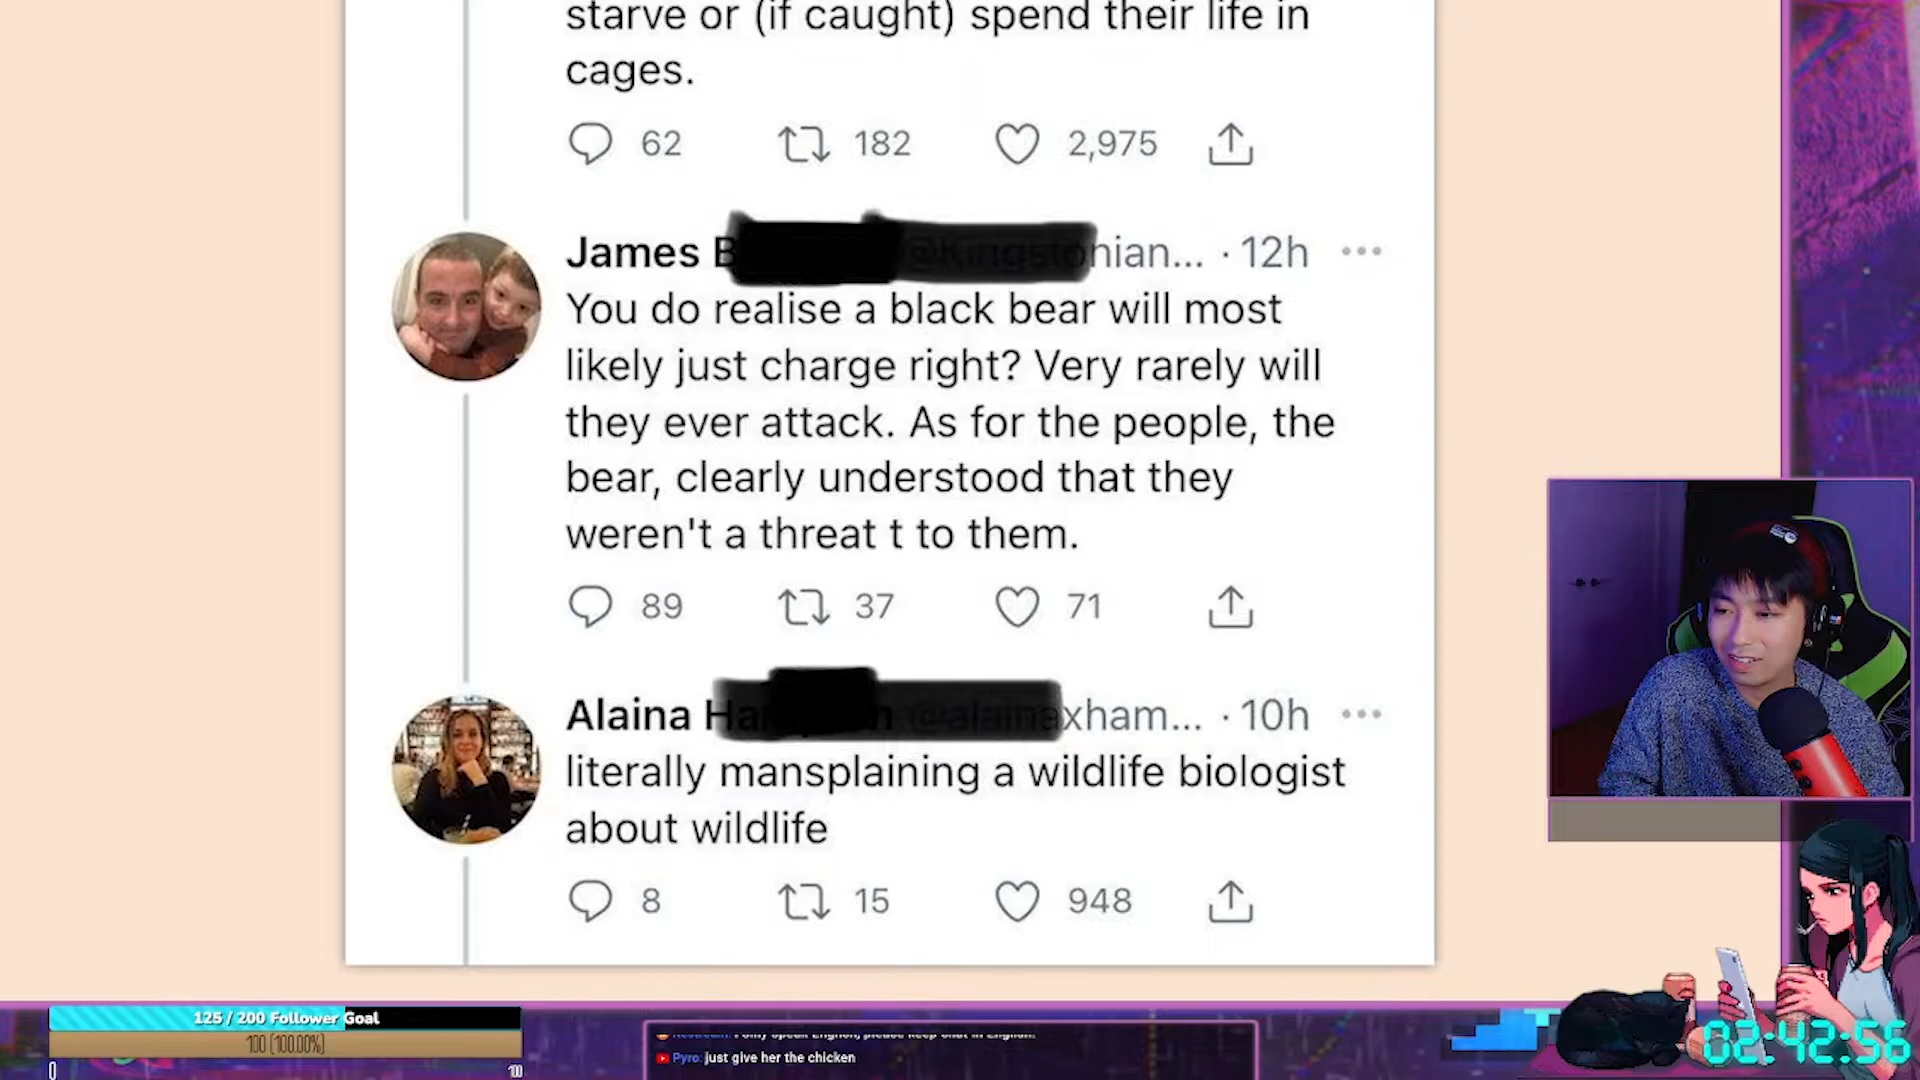 starve or (if caught) spend their life in
cages.
62 182 2,975
James B nian... · 12h
You do realise a black bear will most
likely just charge right? Very rarely will
they ever attack. As for the people, the
bear, clearly understood that they
weren't a threat t to them.
89 37 71
Alaina xham... · 10h
literally mansplaining a wildlife biologist
about wildlife
8 15 948
125 / 200 Follower Goal
100 (100.00%)
0 100
Pyro: just give her the chicken
02:42:56